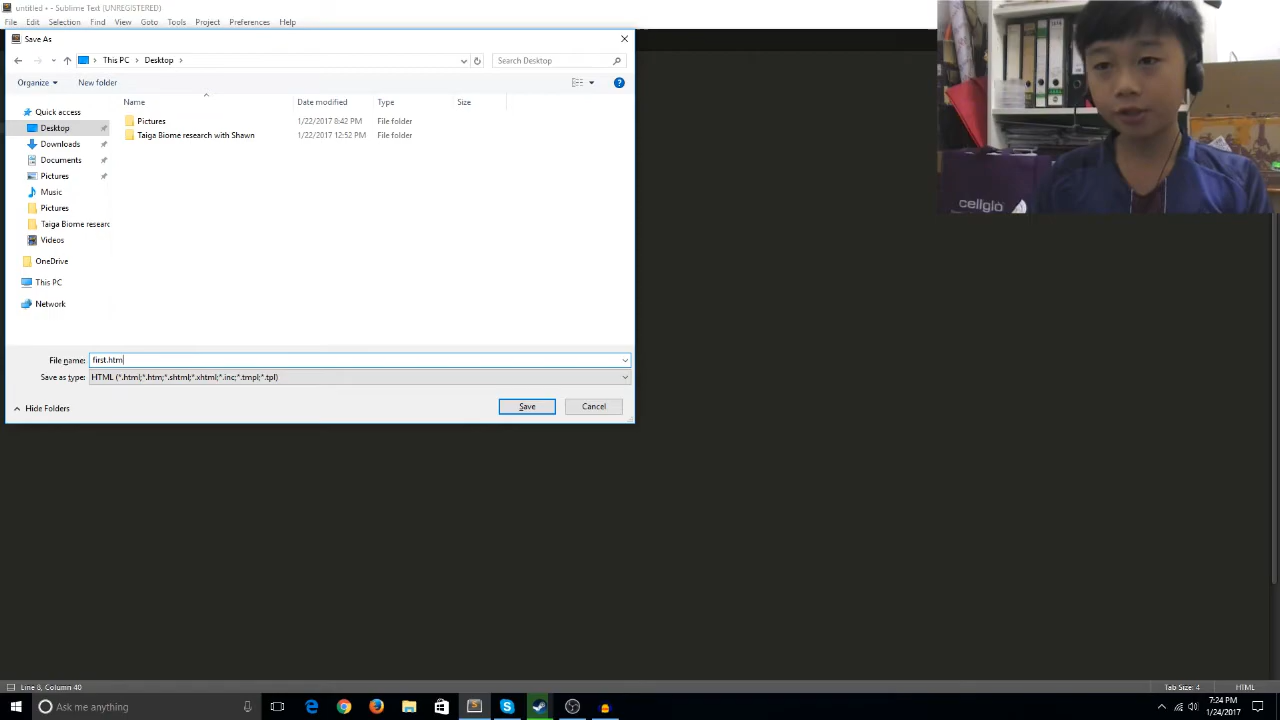 untitled • - Sublime Text (UNREGISTERED)
File Edit Selection Find View Goto Tools Project Preferences Help
Save As
This PC > Desktop >
Search Desktop
Organize
New folder
Name Date modified Type Size
Quick access
Desktop
Downloads
Documents
Pictures
Music
Pictures
Taiga Biome researc
Videos
OneDrive
This PC
Network
Pictures 1/22/2017 8:42 PM File folder
Taiga Biome research with Shawn 1/22/2017 12:52 PM File folder
File name: first.htm
Save as type: HTML (*.html;*.htm;*.shtml;*.xhtml;*.inc;*.tmpl;*.tpl)
Hide Folders
Save
Cancel
cellglo
Line 8, Column 40
Tab Size: 4
HTML
Ask me anything
7:24 PM
1/24/2017